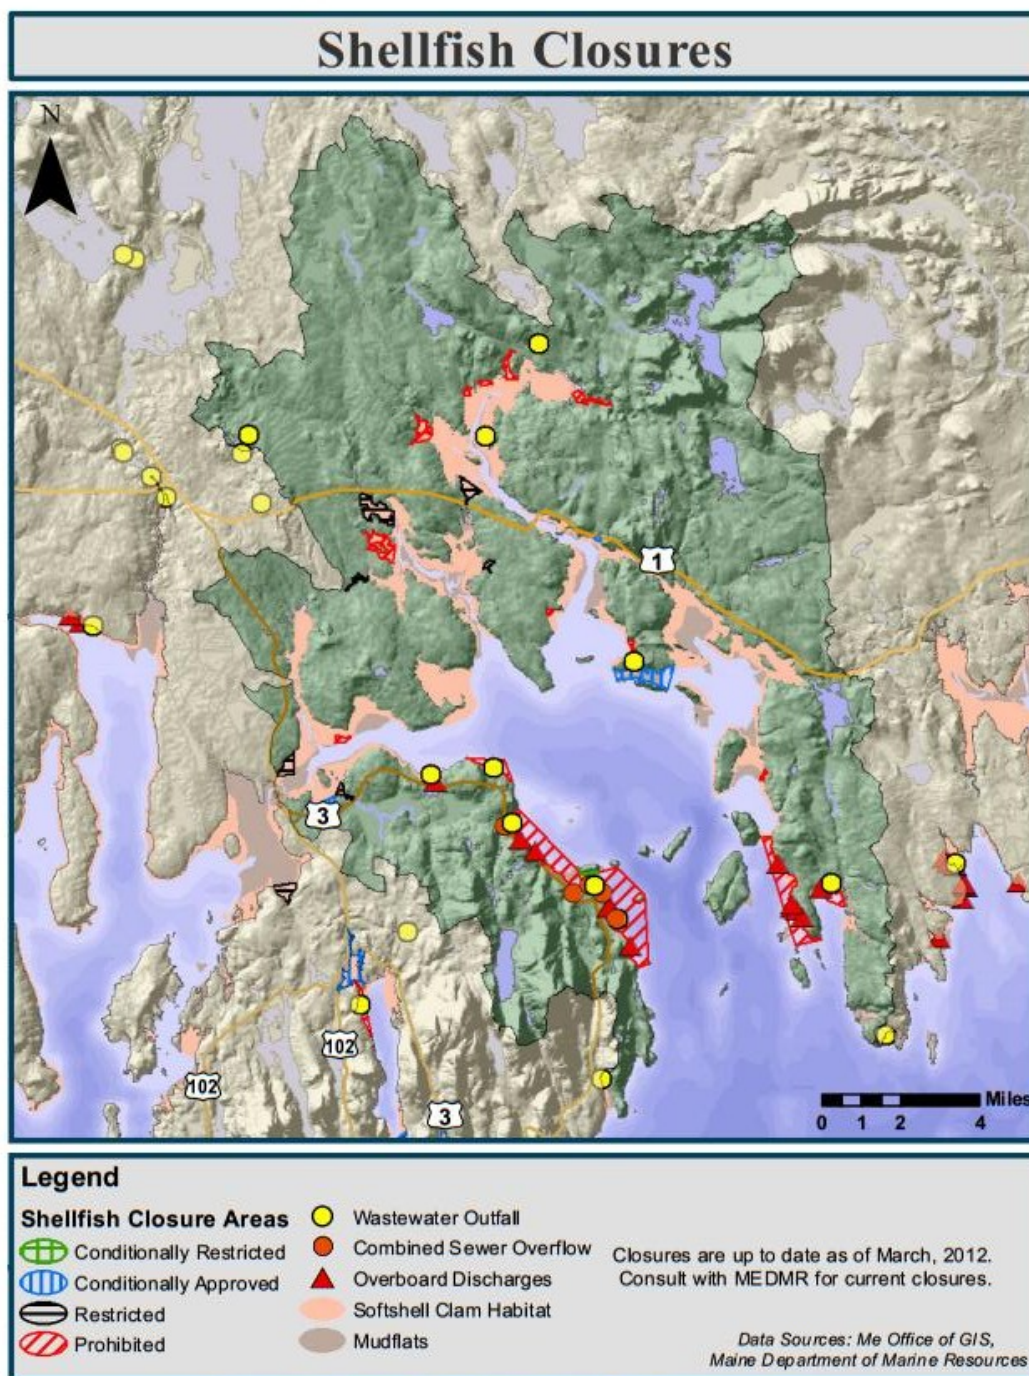 Shellfish Closures
N
1
3
102
102
3
Miles
0 1 2 4
Legend
Shellfish Closure Areas
Conditionally Restricted
Conditionally Approved
Restricted
Prohibited
Wastewater Outfall
Combined Sewer Overflow
Overboard Discharges
Softshell Clam Habitat
Mudflats
Closures are up to date as of March, 2012.
Consult with MEDMR for current closures.
Data Sources: Me Office of GIS,
Maine Department of Marine Resources